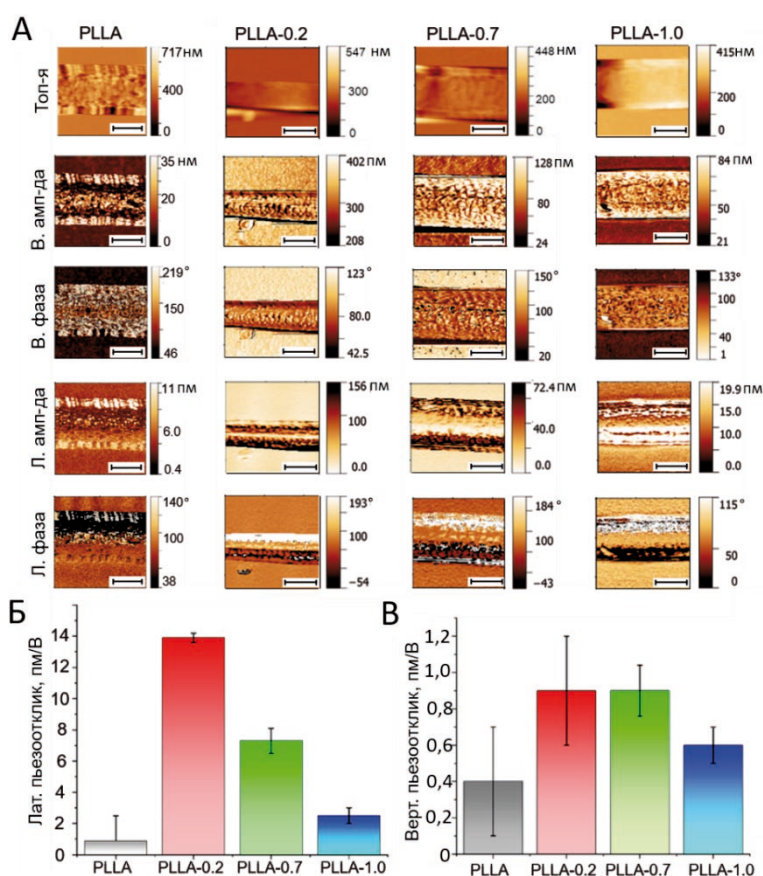 А
PLLA PLLA-0.2 PLLA-0.7 PLLA-1.0
Топ-я
717 нм
400
0
547 нм
300
0
448 нм
200
0
415нм
200
0
В. амп-да
35 нм
20
0
402 пм
300
208
128 пм
80
24
84 пм
50
21
В. фаза
219°
150
46
123°
80.0
42.5
150°
100
20
133°
100
40
1
Л. амп-да
11 пм
6.0
0.4
156 пм
100
0.0
72.4 пм
40.0
0.0
19.9 пм
15.0
10.0
0.0
Л. фаза
140°
100
38
193°
100
−54
184°
100
−43
115°
50
0
Б
Лат. пьезоотклик, пм/В
14
12
10
8
6
4
2
0
PLLA PLLA-0.2 PLLA-0.7 PLLA-1.0
В
Верт. пьезоотклик, пм/В
1,2
1,0
0,8
0,6
0,4
0,2
0
PLLA PLLA-0.2 PLLA-0.7 PLLA-1.0